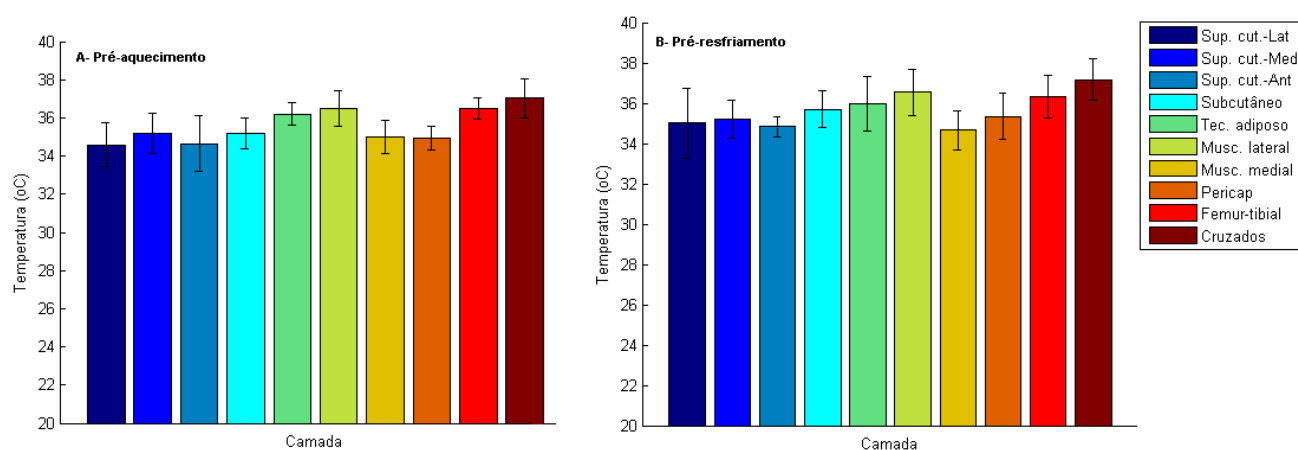 A- Pré-aquecimento
40
38
36
34
32
30
28
26
24
22
20
Temperatura (oC)
Camada
B- Pré-resfriamento
40
38
36
34
32
30
28
26
24
22
20
Temperatura (oC)
Camada
Sup. cut.-Lat
Sup. cut.-Med
Sup. cut.-Ant
Subcutâneo
Tec. adiposo
Musc. lateral
Musc. medial
Pericap
Femur-tibial
Cruzados